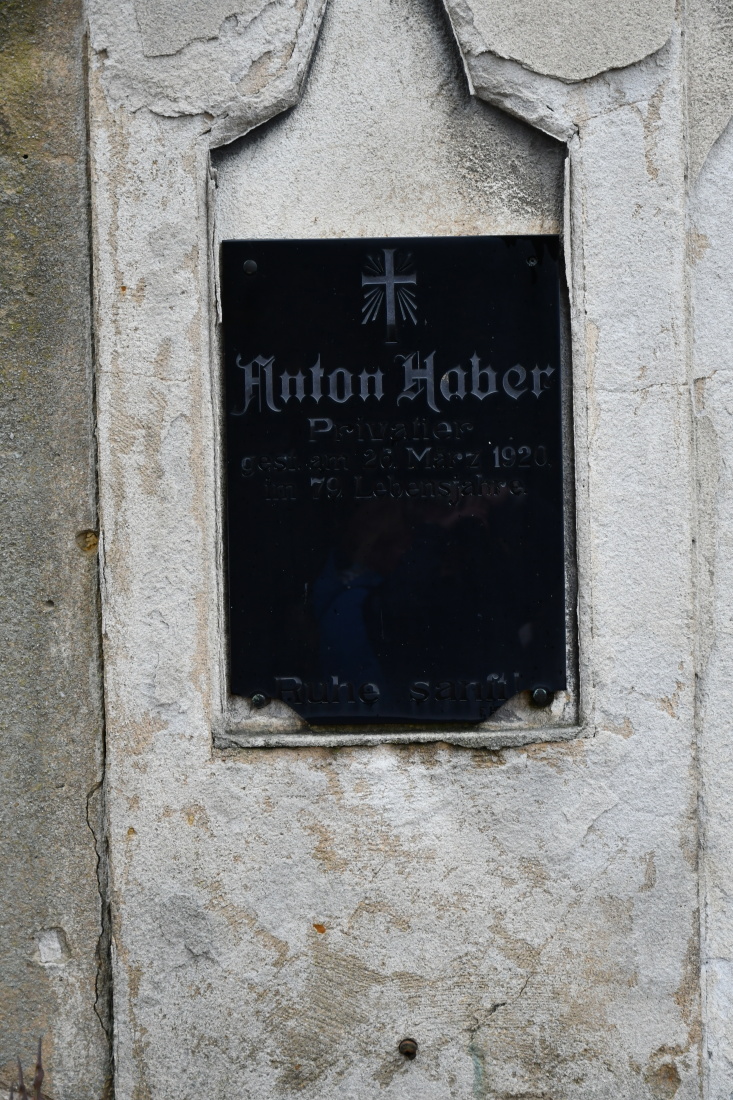 Anton Haber
Privatier
gest. am 26. März 1920.
im 79. Lebensjahre
Ruhe sanft!